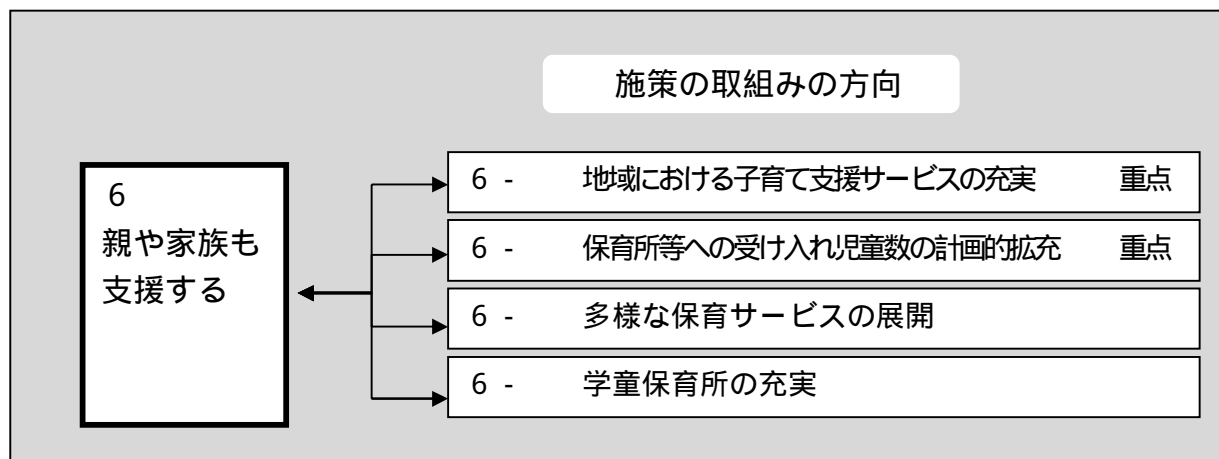 施策の取組みの方向
6
親や家族も
支援する
6 - 地域における子育て支援サービスの充実 重点
6 - 保育所等への受け入れ児童数の計画的拡充 重点
6 - 多様な保育サービスの展開
6 - 学童保育所の充実